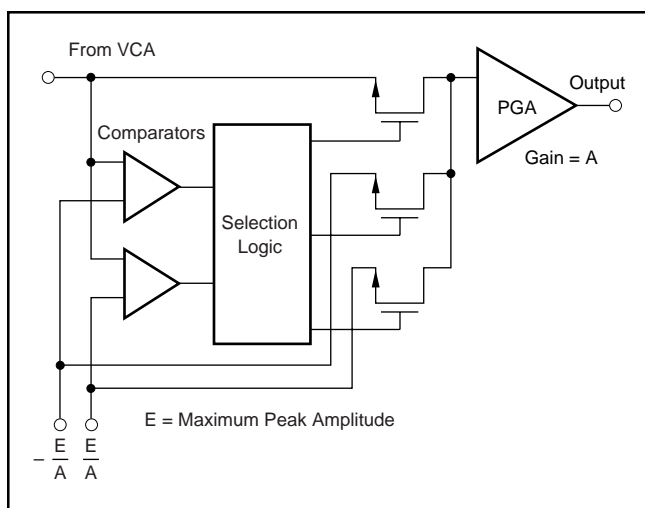 From VCA
Output
PGA
Comparators
Gain = A
Selection
Logic
E = Maximum Peak Amplitude
– E/A E/A